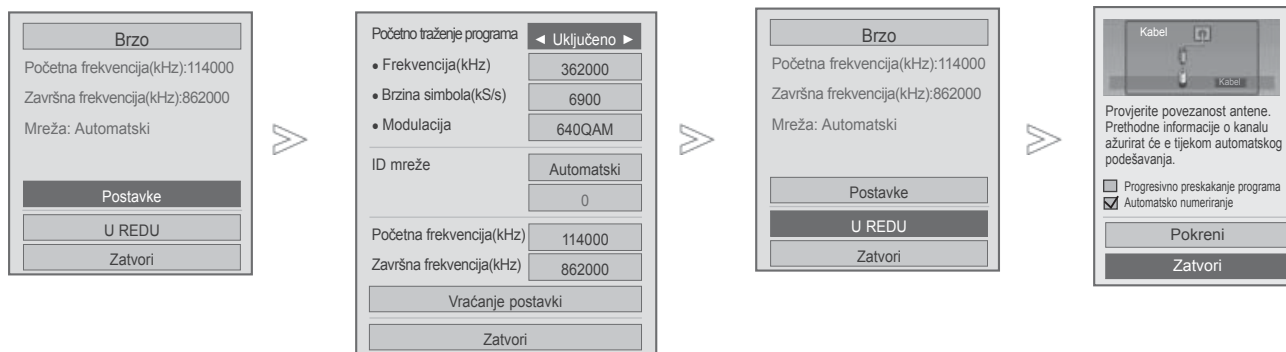 Brzo
Početna frekvencija(kHz):114000
Završna frekvencija(kHz):862000
Mreža: Automatski
Postavke
U REDU
Zatvori
Početno traženje programa ◄ Uključeno ►
• Frekvencija(kHz) 362000
• Brzina simbola(kS/s) 6900
• Modulacija 640QAM
ID mreže Automatski
0
Početna frekvencija(kHz) 114000
Završna frekvencija(kHz) 862000
Vraćanje postavki
Zatvori
Brzo
Početna frekvencija(kHz):114000
Završna frekvencija(kHz):862000
Mreža: Automatski
Postavke
U REDU
Zatvori
Kabel
Kabel
Provjerite povezanost antene.
Prethodne informacije o kanalu
ažurirat će e tijekom automatskog
podešavanja.
Progresivno preskakanje programa
Automatsko numeriranje
Pokreni
Zatvori